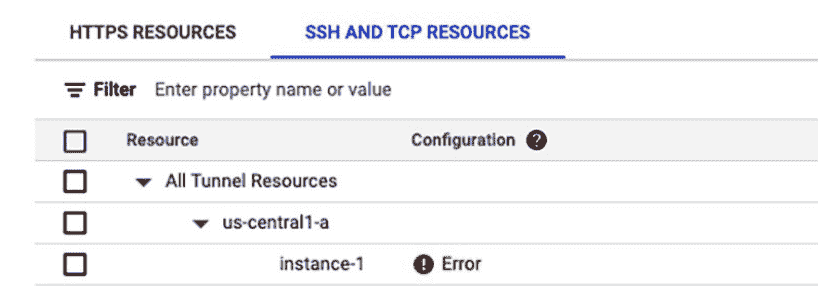 HTTPS RESOURCES SSH AND TCP RESOURCES
Filter Enter property name or value
Resource Configuration ?
All Tunnel Resources
us-central1-a
instance-1 ! Error